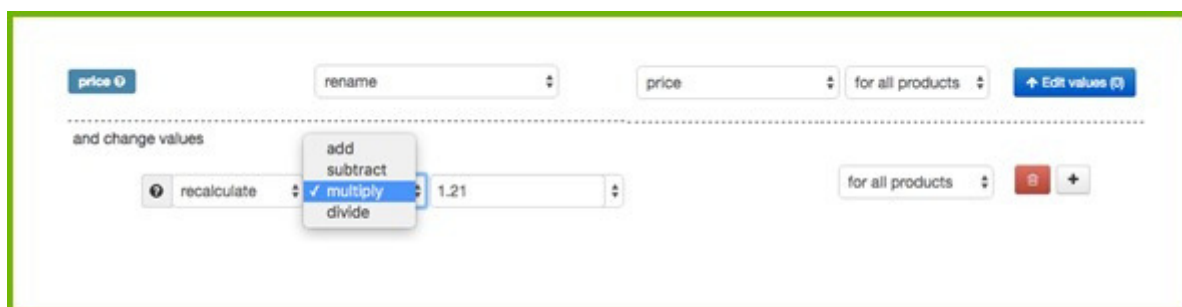 price
rename
price
for all products
Edit values (0)
and change values
add
subtract
recalculate
✓ multiply
1.21
for all products
divide